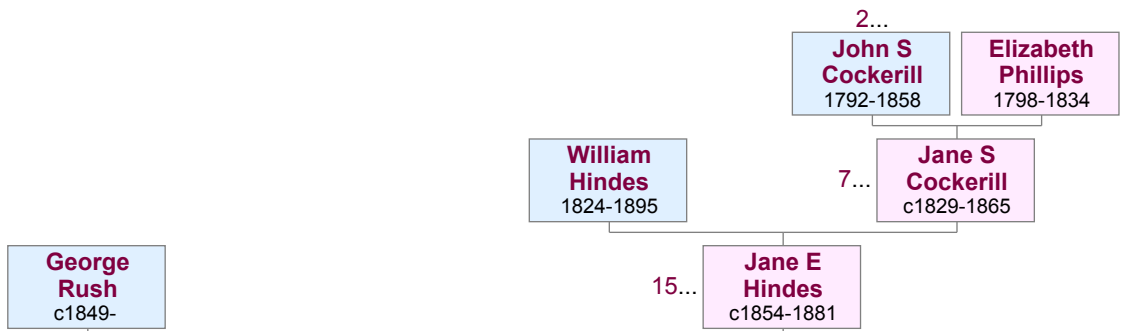 2...
John S
Cockerill
1792-1858
Elizabeth
Phillips
1798-1834
William
Hindes
1824-1895
7...
Jane S
Cockerill
c1829-1865
George
Rush
c1849-
15...
Jane E
Hindes
c1854-1881